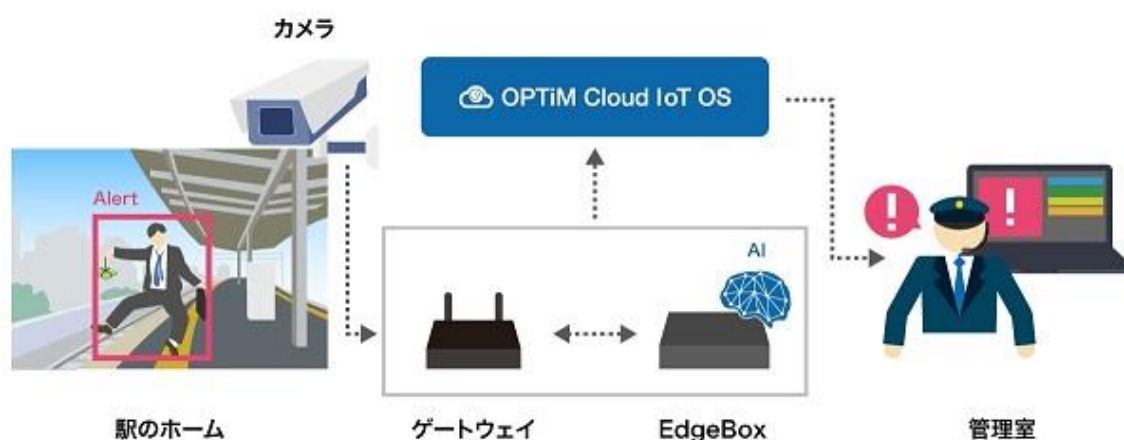 カメラ
OPTiM Cloud IoT OS
Alert
AI
駅のホーム
ゲートウェイ
EdgeBox
管理室